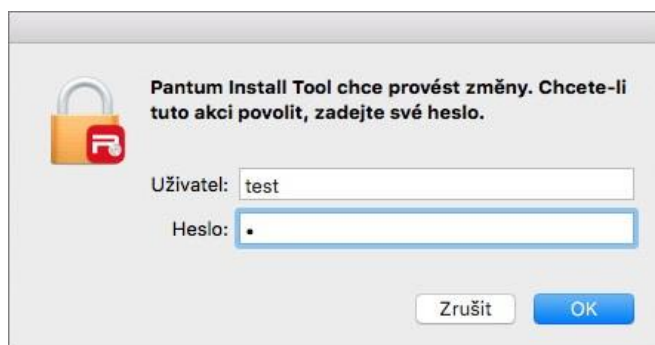 Pantum Install Tool chce provést změny. Chcete-li
tuto akci povolit, zadejte své heslo.
Uživatel: test
Heslo: •
Zrušit OK